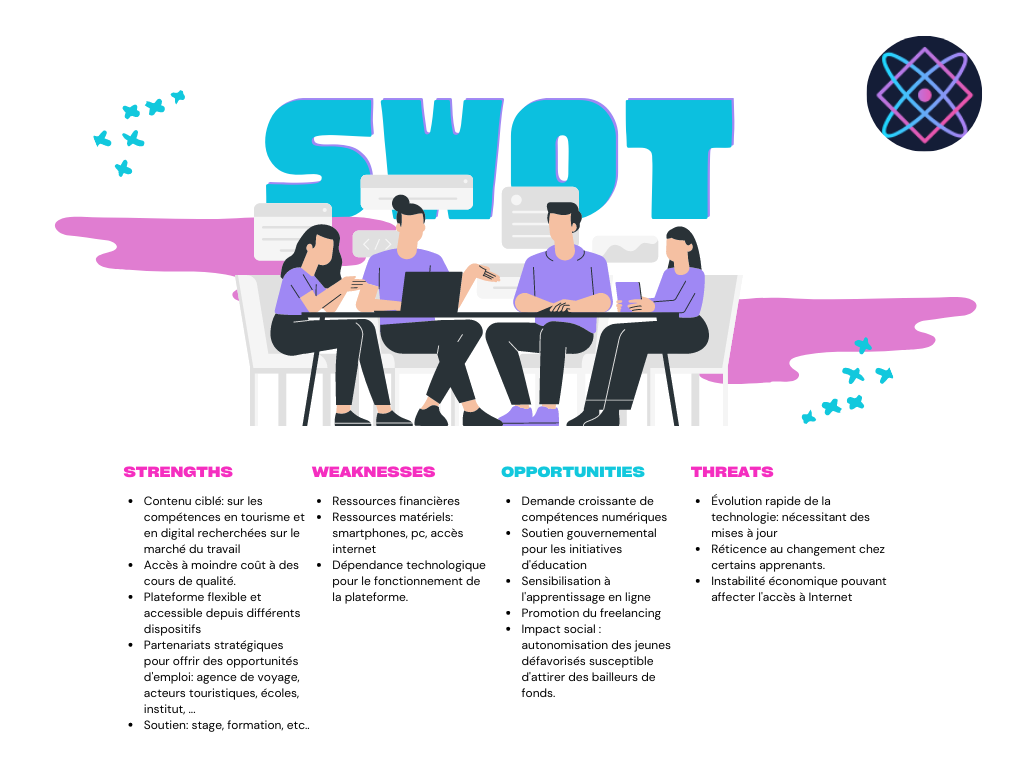 SWOT
</>
STRENGTHS
• Contenu ciblé: sur les
compétences en tourisme et
en digital recherchées sur le
marché du travail
• Accès à moindre coût à des
cours de qualité.
• Plateforme flexible et
accessible depuis différents
dispositifs
• Partenariats stratégiques
pour offrir des opportunités
d'emploi: agence de voyage,
acteurs touristiques, écoles,
institut, ...
• Soutien: stage, formation, etc..
WEAKNESSES
• Ressources financières
• Ressources matériels:
smartphones, pc, accès
internet
• Dépendance technologique
pour le fonctionnement de
la plateforme.
OPPORTUNITIES
• Demande croissante de
compétences numériques
• Soutien gouvernemental
pour les initiatives
d'éducation
• Sensibilisation à
l'apprentissage en ligne
• Promotion du freelancing
• Impact social :
autonomisation des jeunes
défavorisés susceptible
d'attirer des bailleurs de
fonds.
THREATS
• Évolution rapide de la
technologie: nécessitant des
mises à jour
• Réticence au changement chez
certains apprenants.
• Instabilité économique pouvant
affecter l'accès à Internet